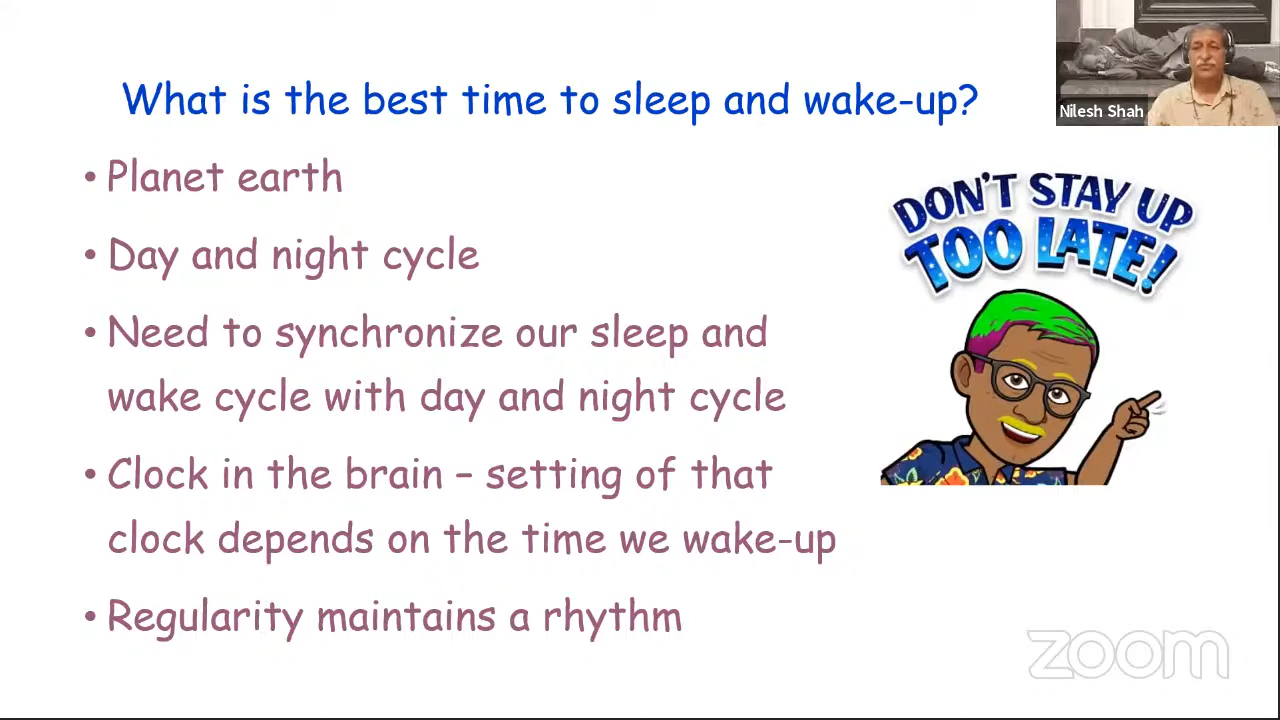 What is the best time to sleep and wake-up?
Nilesh Shah
• Planet earth
• Day and night cycle
• Need to synchronize our sleep and
wake cycle with day and night cycle
• Clock in the brain – setting of that
clock depends on the time we wake-up
• Regularity maintains a rhythm
DON'T STAY UP
TOO LATE!
zoom